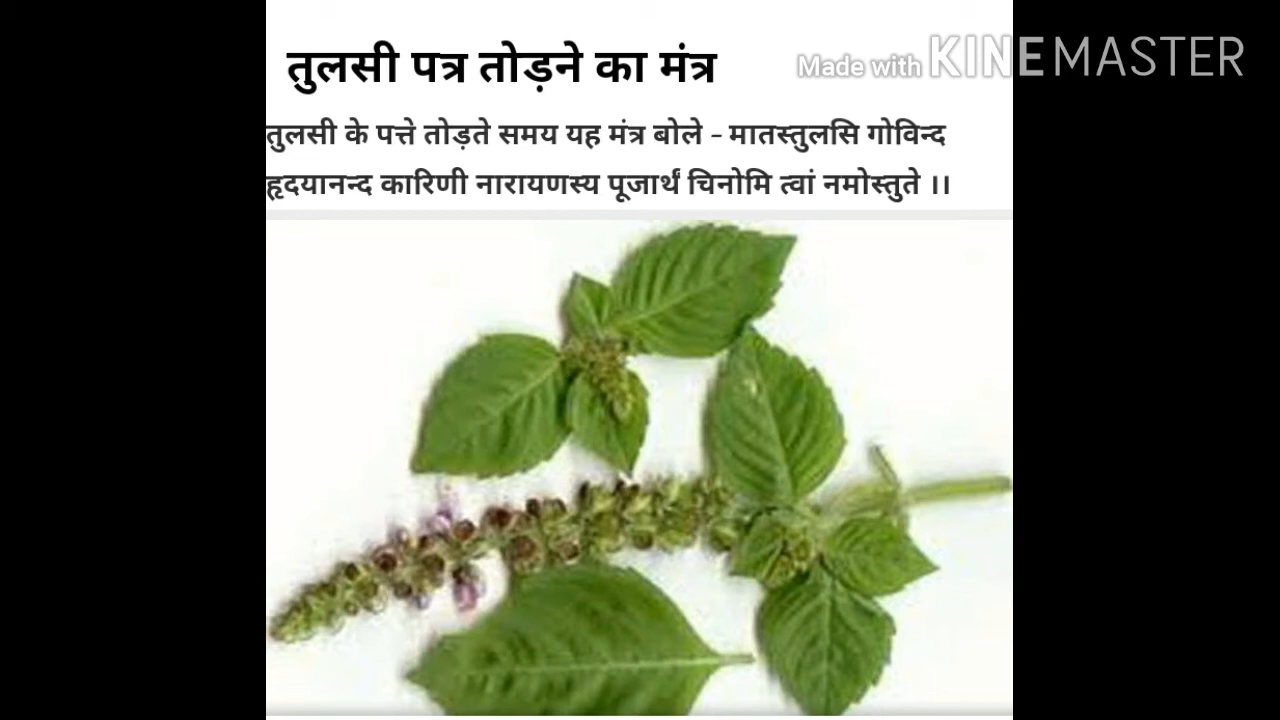 तुलसी पत्र तोड़ने का मंत्र
Made with KINEMASTER
तुलसी के पत्ते तोड़ते समय यह मंत्र बोले - मातस्तुलसि गोविन्द
हृदयानन्द कारिणी नारायणस्य पूजार्थं चिनोमि त्वां नमोस्तुते ।।